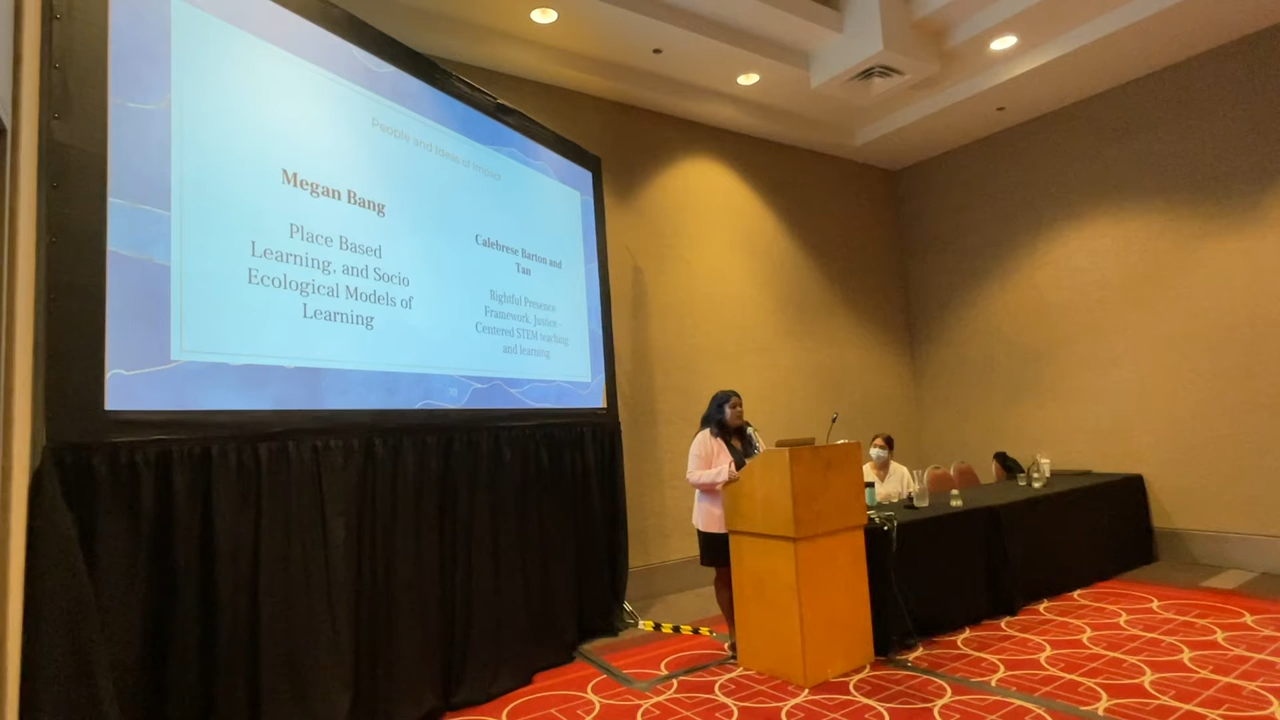 People and Ideas of Impact
Megan Bang
Place Based
Learning, and Socio
Ecological Models of
Learning
Calebrese Barton and
Tan
Rightful Presence
Framework, Justice -
Centered STEM teaching
and learning